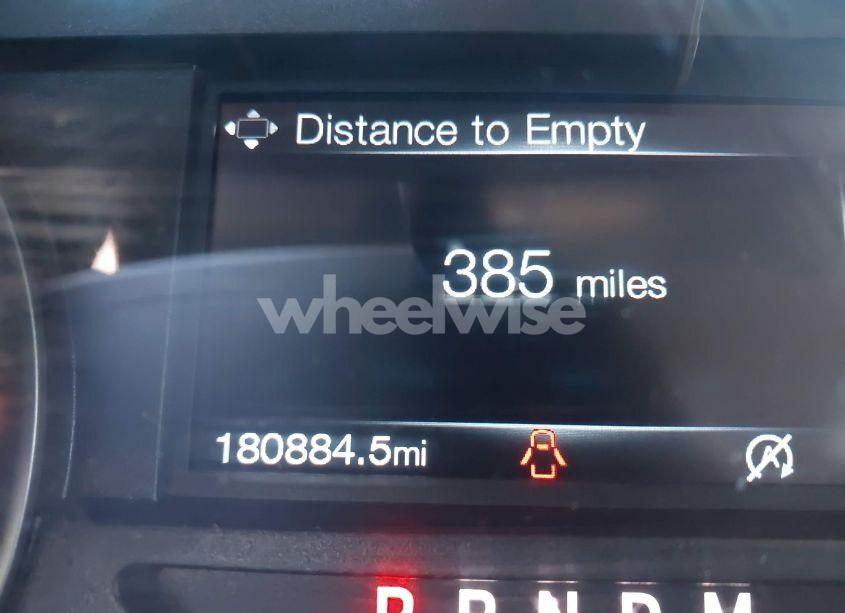 Distance to Empty
385 miles
wheelwise
180884.5mi
P R N D M